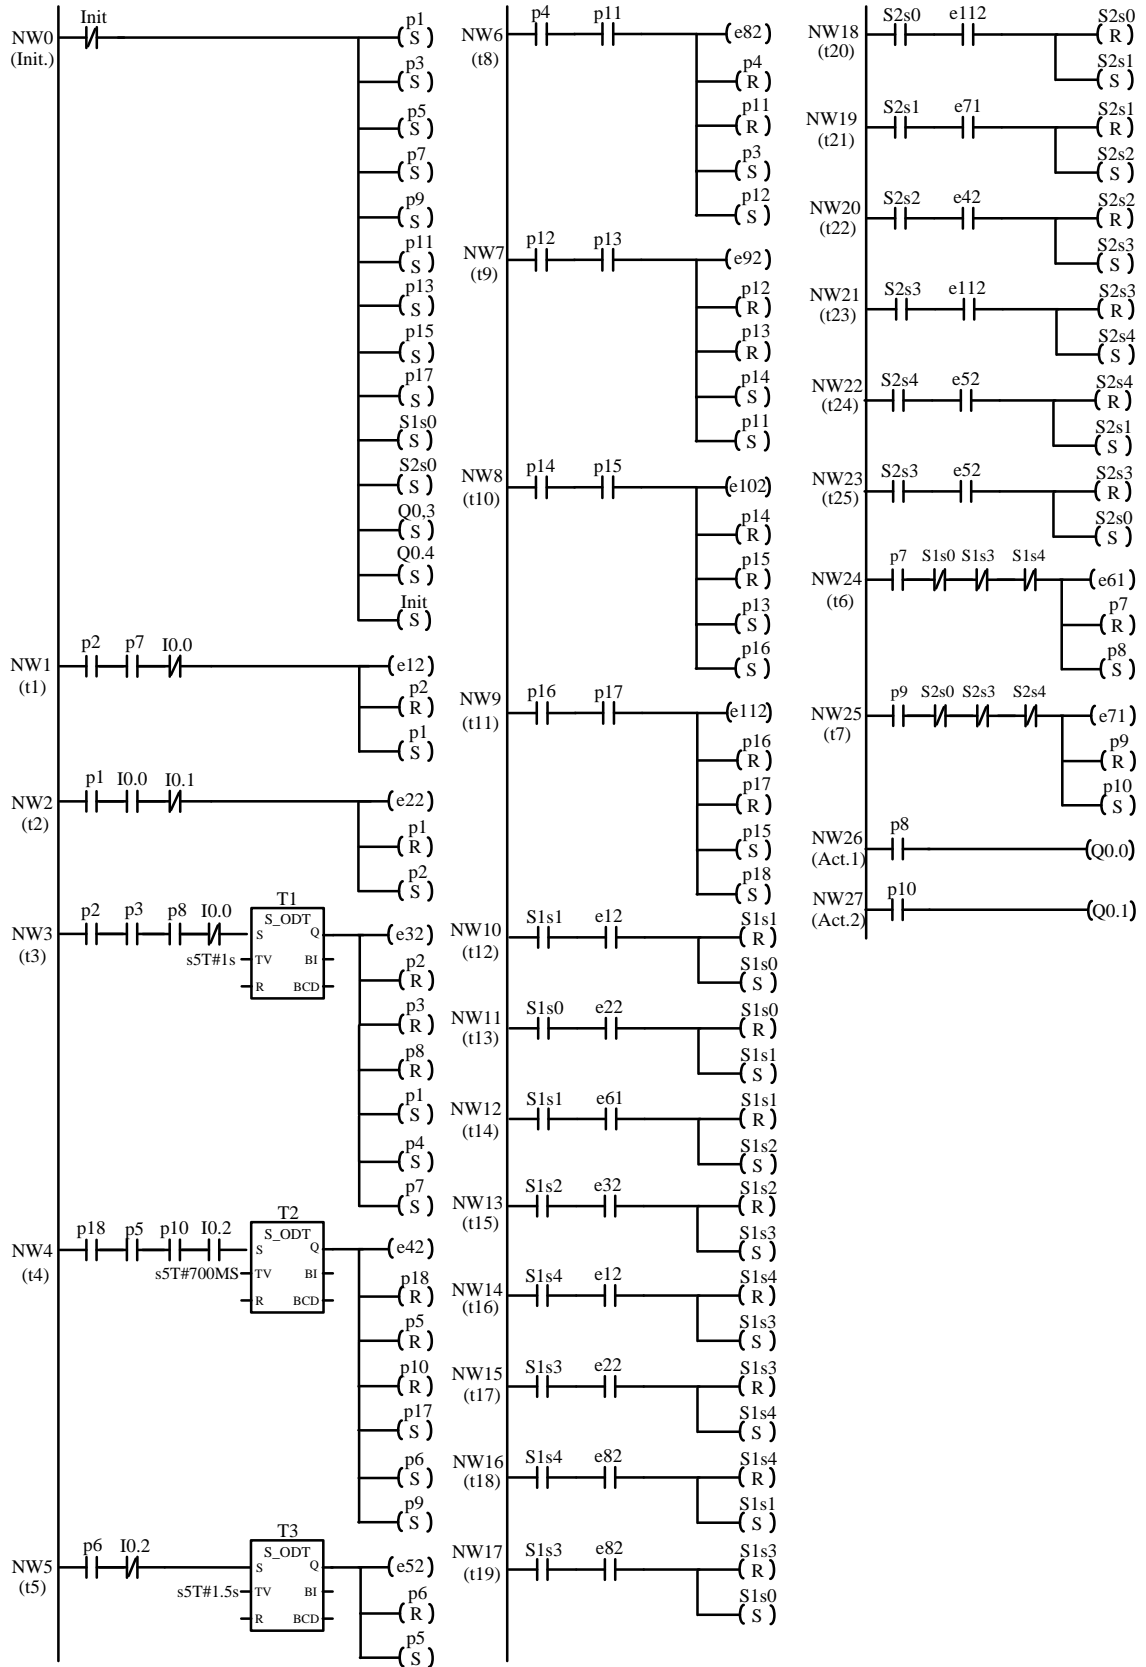 Init
NW0
(Init.)
p1
S
p3
S
p5
S
p7
S
p9
S
p11
S
p13
S
p15
S
p17
S
S1s0
S
S2s0
S
Q0,3
S
Q0.4
S
Init
S
p2 p7 I0.0
NW1
(t1)
e12
p2
R
p1
S
p1 I0.0 I0.1
NW2
(t2)
e22
p1
R
p2
S
T1
p2 p3 p8 I0.0
NW3
(t3)
S_ODT
S Q
s5T#1s TV BI
R BCD
e32
p2
R
p3
R
p8
R
p1
S
p4
S
p7
S
T2
p18 p5 p10 I0.2
NW4
(t4)
S_ODT
S Q
s5T#700MS TV BI
R BCD
e42
p18
R
p5
R
p10
R
p17
S
p6
S
p9
S
T3
p6 I0.2
NW5
(t5)
S_ODT
S Q
s5T#1.5s TV BI
R BCD
e52
p6
R
p5
S
p4 p11
NW6
(t8)
e82
p4
R
p11
R
p3
S
p12
S
p12 p13
NW7
(t9)
e92
p12
R
p13
R
p14
S
p11
S
p14 p15
NW8
(t10)
e102
p14
R
p15
R
p13
S
p16
S
p16 p17
NW9
(t11)
e112
p16
R
p17
R
p15
S
p18
S
S1s1 e12
NW10
(t12)
S1s1
R
S1s0
S
S1s0 e22
NW11
(t13)
S1s0
R
S1s1
S
S1s1 e61
NW12
(t14)
S1s1
R
S1s2
S
S1s2 e32
NW13
(t15)
S1s2
R
S1s3
S
S1s4 e12
NW14
(t16)
S1s4
R
S1s3
S
S1s3 e22
NW15
(t17)
S1s3
R
S1s4
S
S1s4 e82
NW16
(t18)
S1s4
R
S1s1
S
S1s3 e82
NW17
(t19)
S1s3
R
S1s0
S
S2s0 e112
NW18
(t20)
S2s0
R
S2s1
S
S2s1 e71
NW19
(t21)
S2s1
R
S2s2
S
S2s2 e42
NW20
(t22)
S2s2
R
S2s3
S
S2s3 e112
NW21
(t23)
S2s3
R
S2s4
S
S2s4 e52
NW22
(t24)
S2s4
R
S2s1
S
S2s3 e52
NW23
(t25)
S2s3
R
S2s0
S
p7 S1s0 S1s3 S1s4
NW24
(t6)
e61
p7
R
p8
S
p9 S2s0 S2s3 S2s4
NW25
(t7)
e71
p9
R
p10
S
p8
NW26
(Act.1)
Q0.0
p10
NW27
(Act.2)
Q0.1